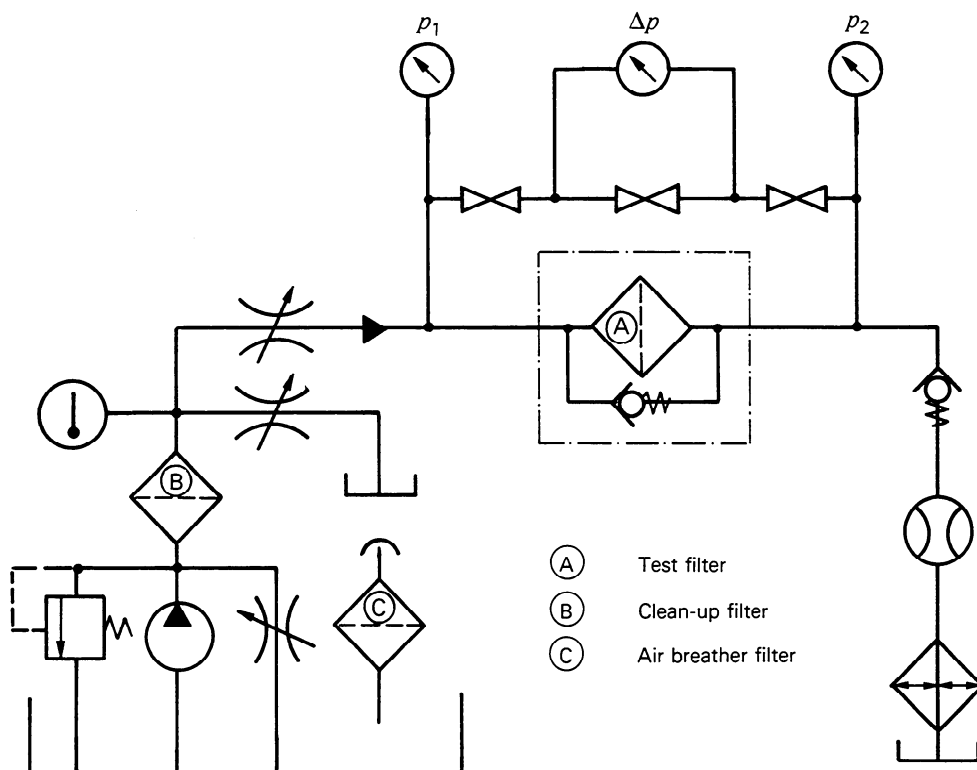 p1
Δp
p2
A
B
C
A Test filter
B Clean-up filter
C Air breather filter